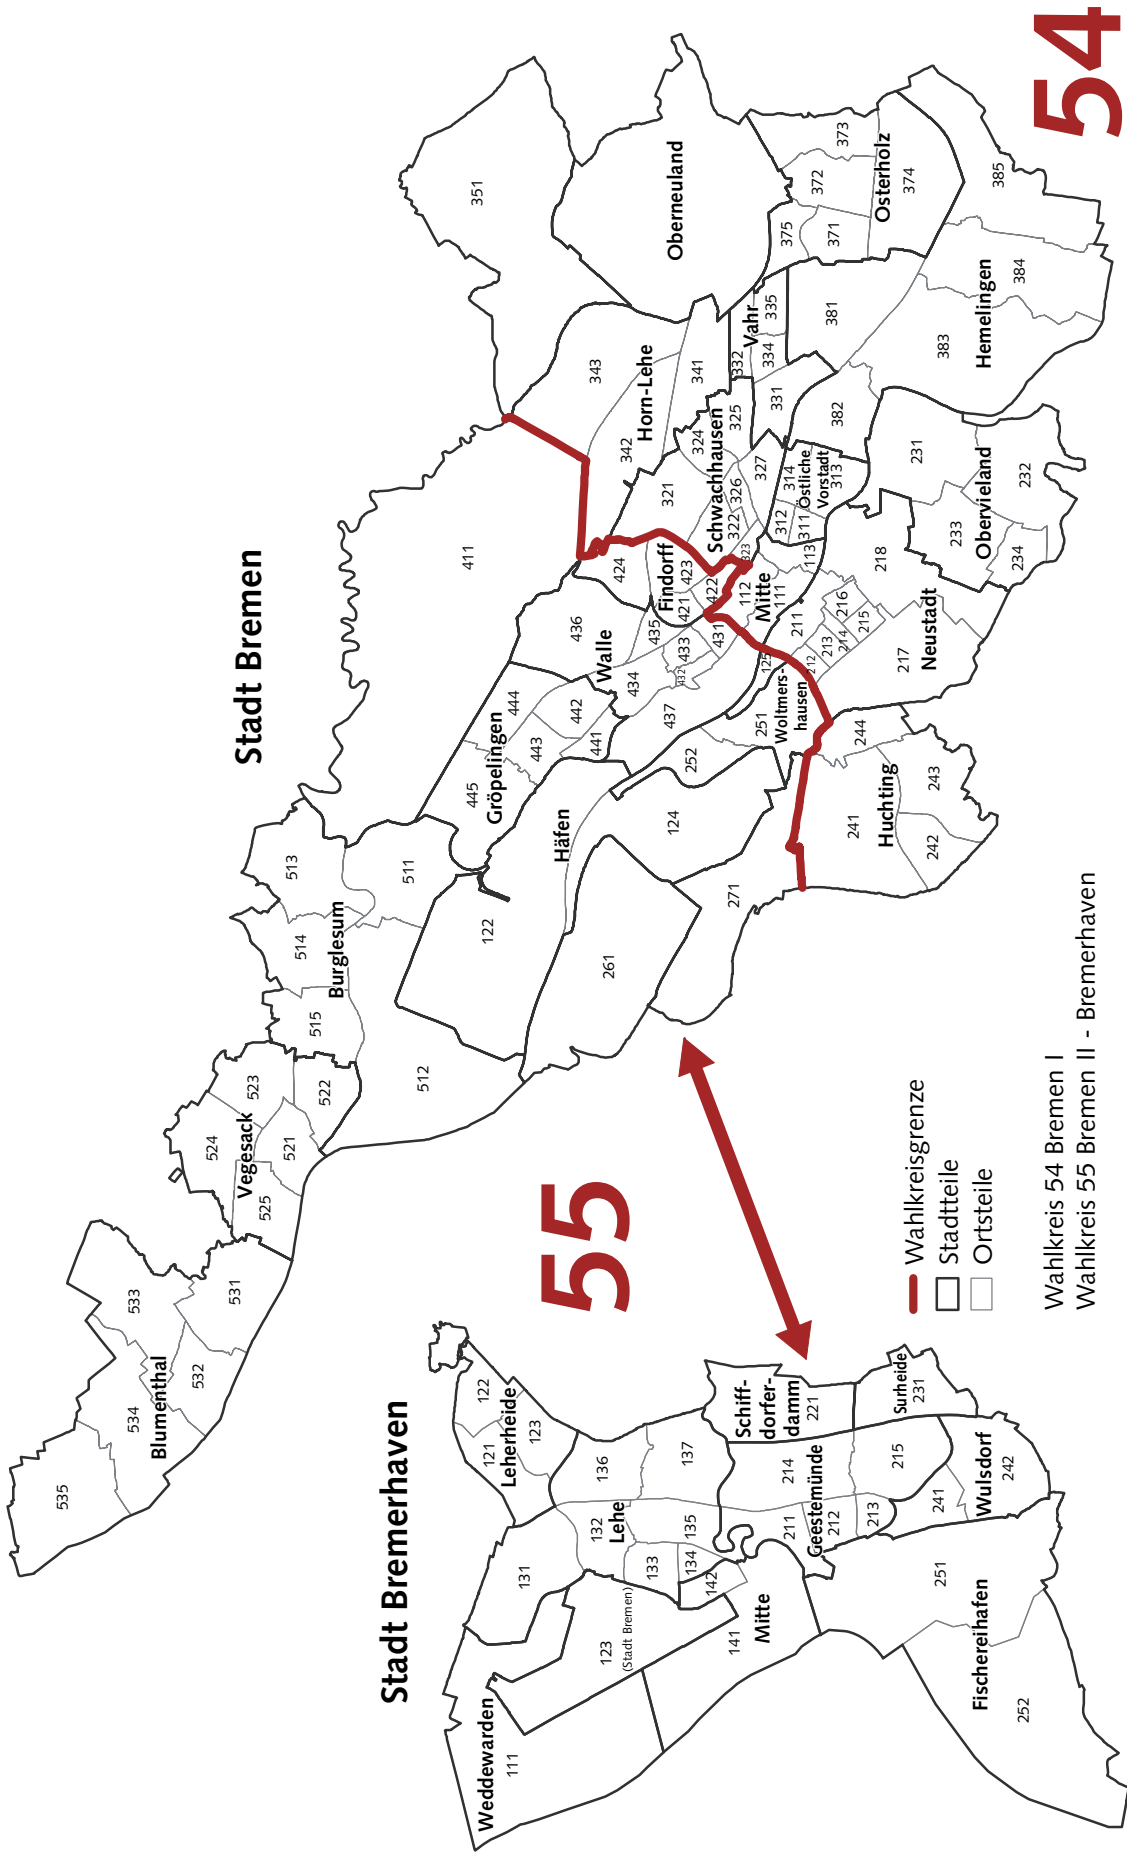 Stadt Bremerhaven
Weddewarden
111
131
123
(Stadt Bremen)
Leherheide
121
122
123
Lehe
132
136
133
135
137
134
142
141
Mitte
Schiff-
dorfer-
damm
221
Geestemünde
211
214
212
213
215
Surheide
231
Wulsdorf
241
242
Fischereihafen
251
252
55
Stadt Bremen
Blumenthal
535
534
533
532
531
Vegesack
524
523
525
521
522
Burglesum
515
514
513
511
512
Häfen
122
124
261
271
252
251
Woltmers-
hausen
125
Gröpelingen
445
444
443
442
441
Walle
436
435
434
433
432
431
437
411
Findorff
424
423
422
421
Mitte
112
111
113
Schwachhausen
321
322
323
324
325
326
327
Horn-Lehe
343
342
341
351
Oberneuland
Vahr
332
335
334
331
Östliche
Vorstadt
312
314
311
313
Osterholz
375
372
373
371
374
Hemelingen
381
382
383
384
385
Obervieland
231
232
233
234
Neustadt
211
212
213
214
215
216
217
218
Huchting
244
241
243
242
54
Wahlkreisgrenze
Stadtteile
Ortsteile
Wahlkreis 54 Bremen I
Wahlkreis 55 Bremen II - Bremerhaven